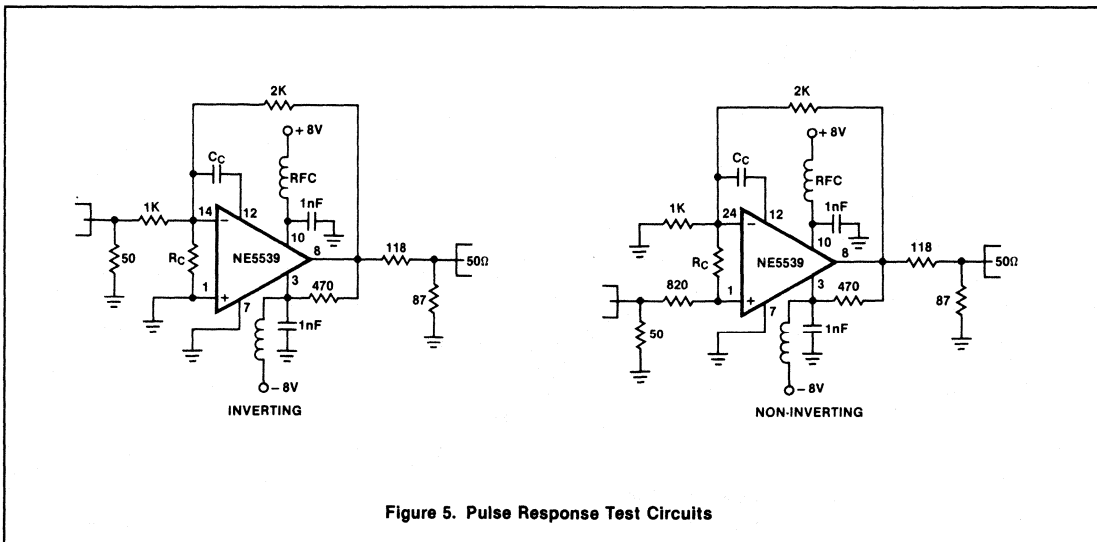 2K
+8V
CC
RFC
1nF
1K
14
12
10
8
118
50Ω
50
RC
NE5539
3
470
87
1
7
1nF
-8V
INVERTING
2K
+8V
CC
RFC
1nF
1K
24
12
10
8
118
50Ω
RC
NE5539
3
470
87
820
1
7
1nF
50
-8V
NON-INVERTING
− + − +
Figure 5. Pulse Response Test Circuits